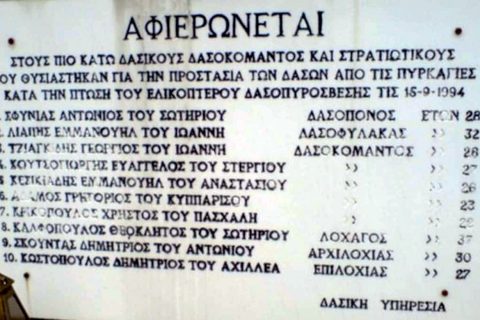 ΑΦΙΕΡΩΝΕΤΑΙ
ΣΤΟΥΣ ΠΙΟ ΚΑΤΩ ΔΑΣΙΚΟΥΣ ΔΑΣΟΚΟΜΑΝΤΟΣ ΚΑΙ ΣΤΡΑΤΙΩΤΙΚΟΥΣ
ΟΥ ΘΥΣΙΑΣΤΗΚΑΝ ΓΙΑ ΤΗΝ ΠΡΟΣΤΑΣΙΑ ΤΩΝ ΔΑΣΩΝ ΑΠΟ ΤΙΣ ΠΥΡΚΑΓΙΕΣ
ΚΑΤΑ ΤΗΝ ΠΤΩΣΗ ΤΟΥ ΕΛΙΚΟΠΤΕΡΟΥ ΔΑΣΟΠΥΡΟΣΒΕΣΗΣ ΤΙΣ 15-9-1994
ΣΦΥΝΙΑΣ ΑΝΤΩΝΙΟΣ ΤΟΥ ΣΩΤΗΡΙΟΥ ΔΑΣΟΠΟΝΟΣ ΕΤΩΝ 28
ΛΙΑΠΗΣ ΕΜΜΑΝΟΥΗΛ ΤΟΥ ΙΩΑΝΝΗ ΔΑΣΟΦΥΛΑΚΑΣ » 32
ΓΕΩΡΓΙΟΣ ΤΟΥ ΙΩΑΝΝΗ ΔΑΣΟΚΟΜΑΝΤΟΣ » 26
4. ΚΟΥΤΣΟΓΙΩΡΓΗΣ ΕΥΑΓΓΕΛΟΣ ΤΟΥ ΣΤΕΡΓΙΟΥ » » 27
ΕΜΜΑΝΟΥΗΛ ΤΟΥ ΑΝΑΣΤΑΣΙΟΥ » » 26
ΓΡΗΓΟΡΙΟΣ ΤΟΥ ΚΥΠΠΑΡΙΣΟΥ » » 23
7. ΧΡΗΣΤΟΣ ΤΟΥ ΠΑΣΧΑΛΗ » »
8. ΚΑΛΦΟΠΟΥΛΟΣ ΘΕΟΚΛΗΤΟΣ ΤΟΥ ΣΩΤΗΡΙΟΥ ΛΟΧΑΓΟΣ » 37
9. ΣΚΟΥΝΤΑΣ ΔΗΜΗΤΡΙΟΣ ΤΟΥ ΑΝΤΩΝΙΟΥ ΑΡΧΙΛΟΧΙΑΣ » 30
10. ΚΩΣΤΟΠΟΥΛΟΣ ΔΗΜΗΤΡΙΟΣ ΤΟΥ ΑΧΙΛΛΕΑ ΕΠΙΛΟΧΙΑΣ » 27
ΔΑΣΙΚΗ ΥΠΗΡΕΣΙΑ